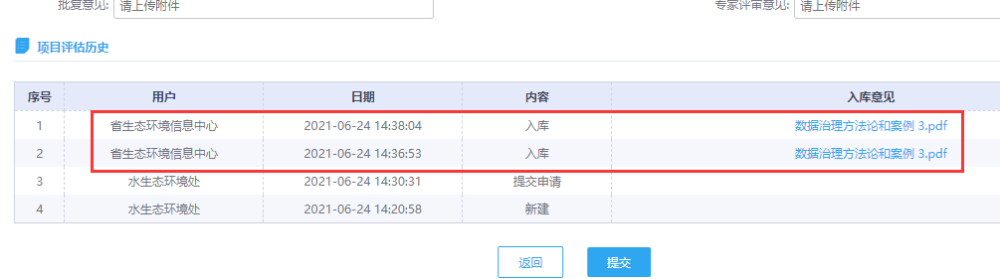 批复意见: 请上传附件 专家评审意见: 请上传附件
项目评估历史
序号 用户 日期 内容 入库意见
1 省生态环境信息中心 2021-06-24 14:38:04 入库 数据治理方法论和案例 3.pdf
2 省生态环境信息中心 2021-06-24 14:36:53 入库 数据治理方法论和案例 3.pdf
3 水生态环境处 2021-06-24 14:30:31 提交申请
4 水生态环境处 2021-06-24 14:20:58 新建
返回 提交